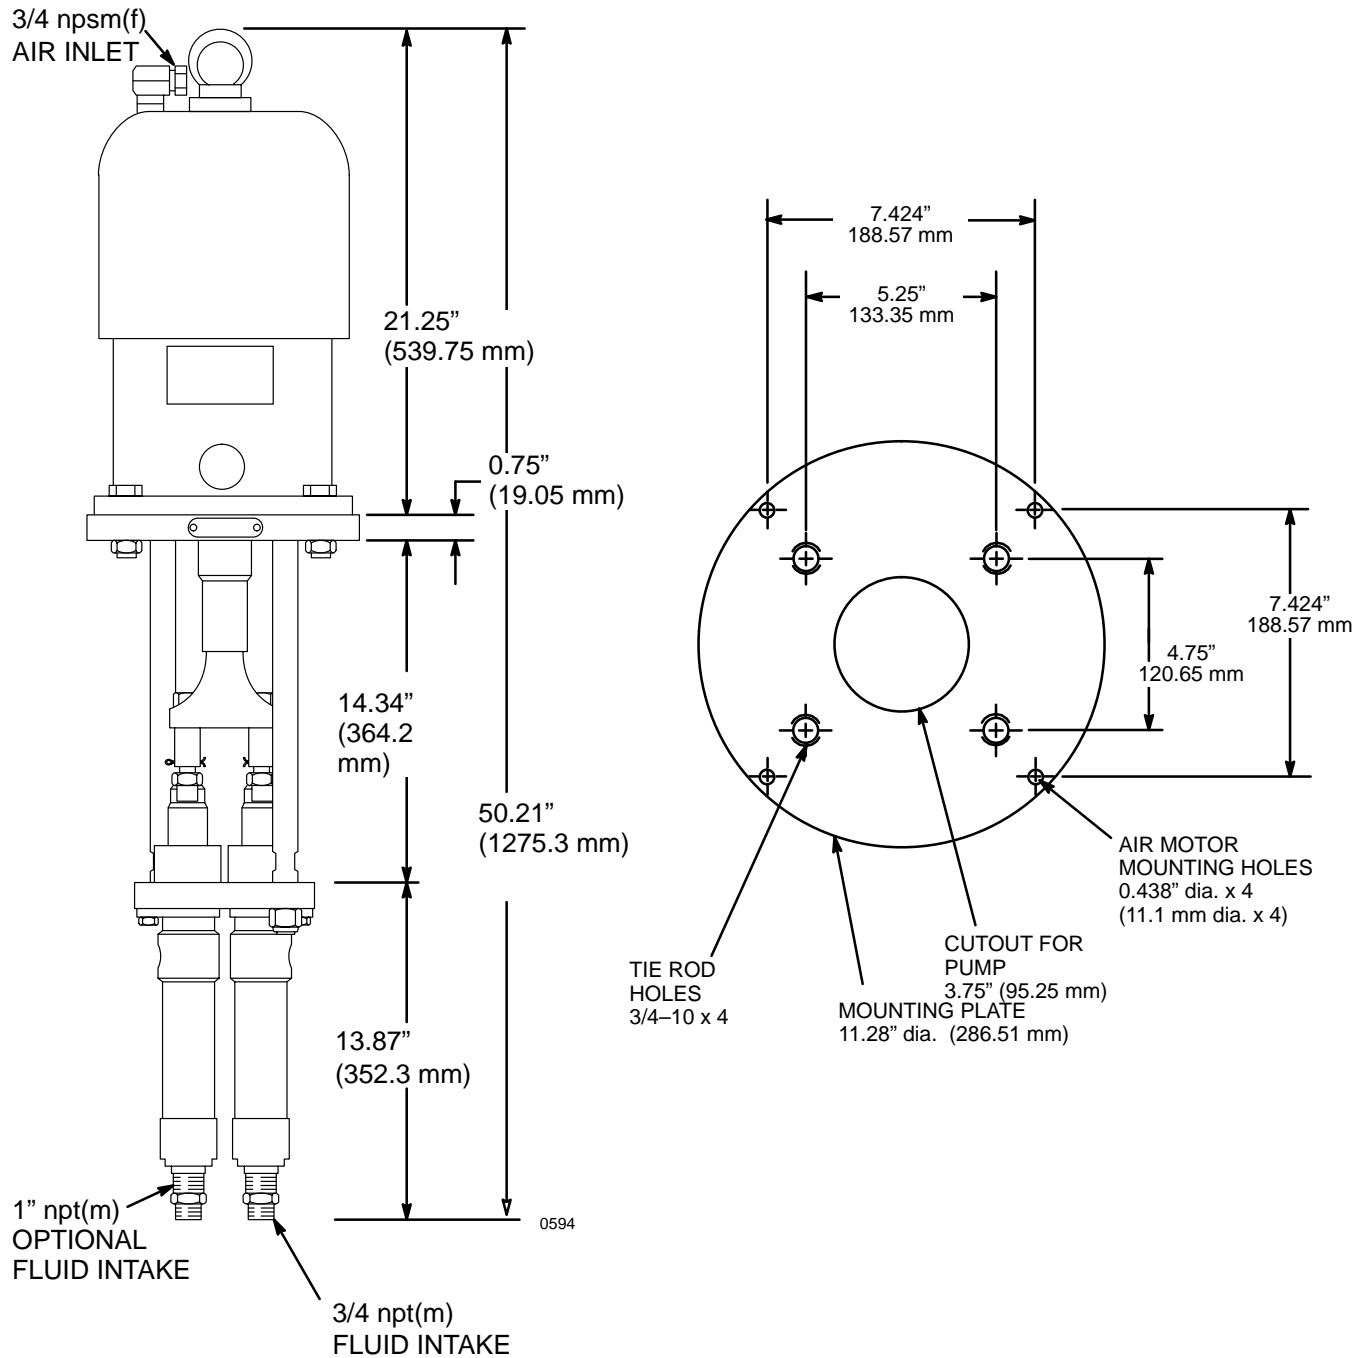 3/4 npsm(f)
AIR INLET
21.25”
(539.75 mm)
0.75”
(19.05 mm)
14.34”
(364.2
mm)
50.21”
(1275.3 mm)
13.87”
(352.3 mm)
1” npt(m)
OPTIONAL
FLUID INTAKE
3/4 npt(m)
FLUID INTAKE
0594
7.424”
188.57 mm
5.25”
133.35 mm
7.424”
188.57 mm
4.75”
120.65 mm
AIR MOTOR
MOUNTING HOLES
0.438” dia. x 4
(11.1 mm dia. x 4)
CUTOUT FOR
PUMP
3.75” (95.25 mm)
TIE ROD
HOLES
3/4–10 x 4
MOUNTING PLATE
11.28” dia. (286.51 mm)